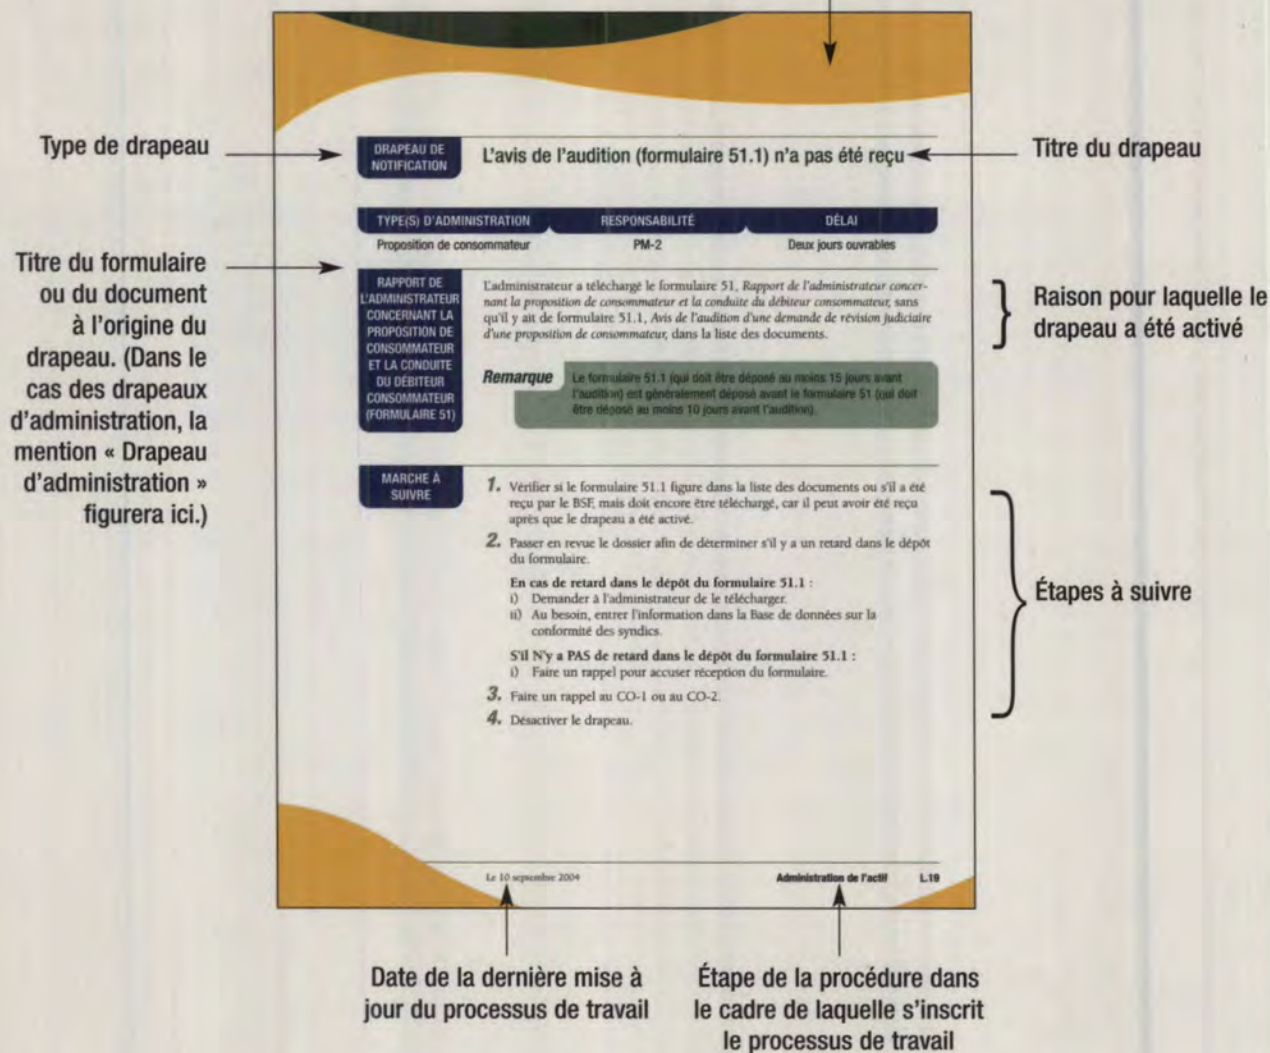 Type de drapeau
DRAPEAU DE
NOTIFICATION
L'avis de l'audition (formulaire 51.1) n'a pas été reçu
Titre du drapeau
TYPE(S) D'ADMINISTRATION
RESPONSABILITÉ
DÉLAI
Proposition de consommateur
PM-2
Deux jours ouvrables
Titre du formulaire
ou du document
à l'origine du
drapeau. (Dans le
cas des drapeaux
d'administration, la
mention « Drapeau
d'administration »
figurera ici.)
RAPPORT DE
L'ADMINISTRATEUR
CONCERNANT LA
PROPOSITION DE
CONSOMMATEUR
ET LA CONDUITE
DU DÉBITEUR
CONSOMMATEUR
(FORMULAIRE 51)
L'administrateur a téléchargé le formulaire 51, Rapport de l'administrateur concer-
nant la proposition de consommateur et la conduite du débiteur consommateur, sans
qu'il y ait de formulaire 51.1, Avis de l'audition d'une demande de révision judiciaire
d'une proposition de consommateur, dans la liste des documents.
Raison pour laquelle le
drapeau a été activé
Remarque
Le formulaire 51.1 (qui doit être déposé au moins 15 jours avant
l'audition) est généralement déposé avant le formulaire 51 (qui doit
être déposé au moins 10 jours avant l'audition).
MARCHE À
SUIVRE
1. Vérifier si le formulaire 51.1 figure dans la liste des documents ou s'il a été
reçu par le BSF, mais doit encore être téléchargé, car il peut avoir été reçu
après que le drapeau a été activé.
2. Passer en revue le dossier afin de déterminer s'il y a un retard dans le dépôt
du formulaire.
En cas de retard dans le dépôt du formulaire 51.1 :
i) Demander à l'administrateur de le télécharger.
ii) Au besoin, entrer l'information dans la Base de données sur la
conformité des syndics.
S'il N'y a PAS de retard dans le dépôt du formulaire 51.1 :
i) Faire un rappel pour accuser réception du formulaire.
3. Faire un rappel au CO-1 ou au CO-2.
4. Désactiver le drapeau.
Étapes à suivre
Le 10 septembre 2004
Administration de l'actif L.19
Date de la dernière mise à
jour du processus de travail
Étape de la procédure dans
le cadre de laquelle s'inscrit
le processus de travail